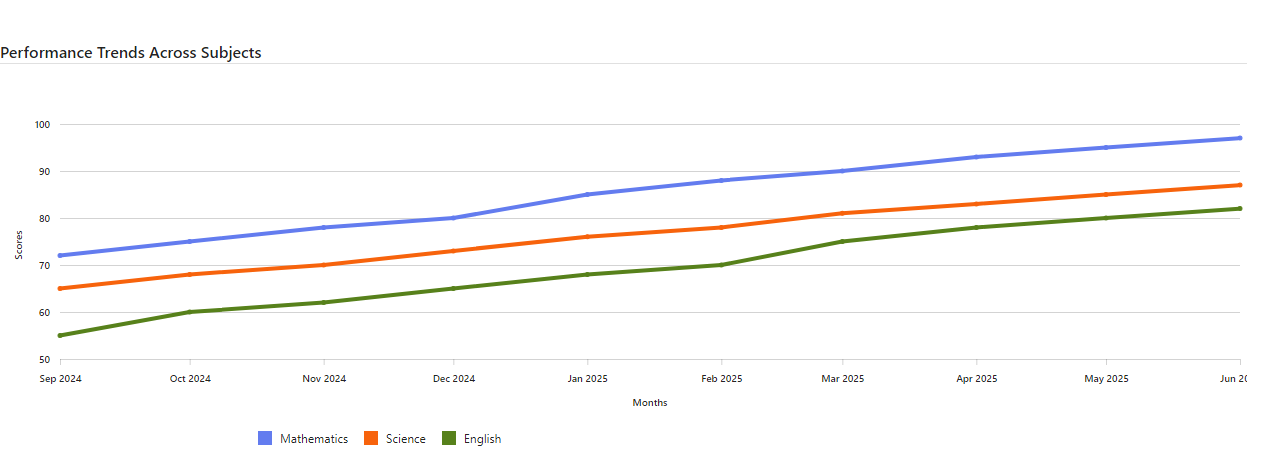 Performance Trends Across Subjects
100
90
80
70
60
50
Scores
Sep 2024 Oct 2024 Nov 2024 Dec 2024 Jan 2025 Feb 2025 Mar 2025 Apr 2025 May 2025 Jun
Months
Mathematics Science English